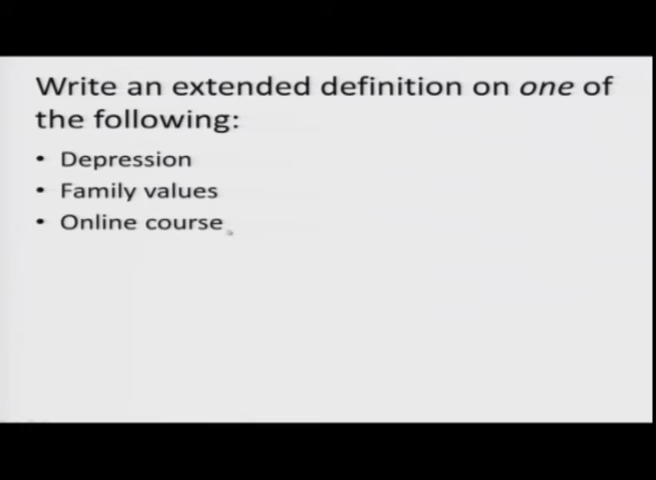 Write an extended definition on one of
the following:
• Depression
• Family values
• Online course